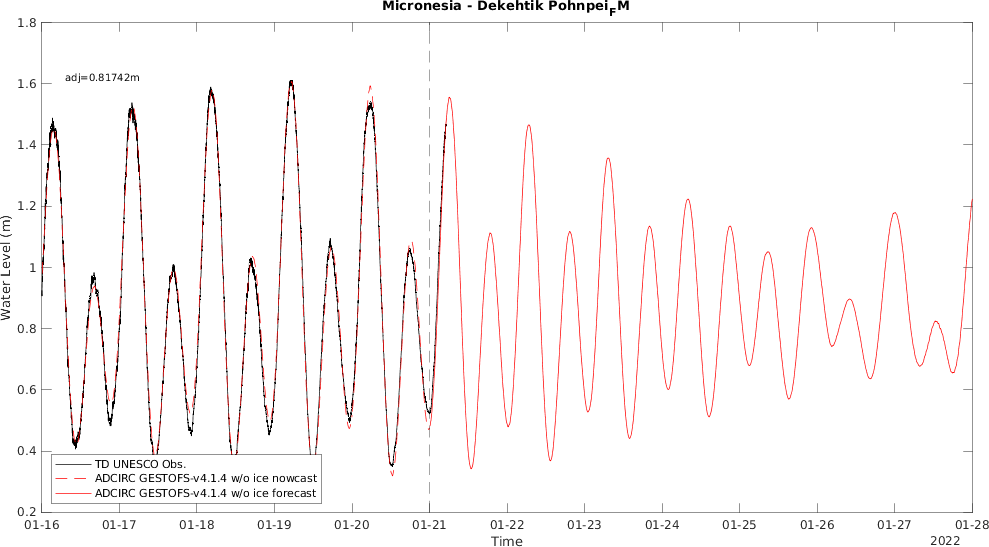 Micronesia - Dekehtik Pohnpei_FM
adj=0.81742m
Water Level (m)
1.8
1.6
1.4
1.2
1
0.8
0.6
0.4
0.2
TD UNESCO Obs.
ADCIRC GESTOFS-v4.1.4 w/o ice nowcast
ADCIRC GESTOFS-v4.1.4 w/o ice forecast
01-16 01-17 01-18 01-19 01-20 01-21 01-22 01-23 01-24 01-25 01-26 01-27 01-28
Time
2022